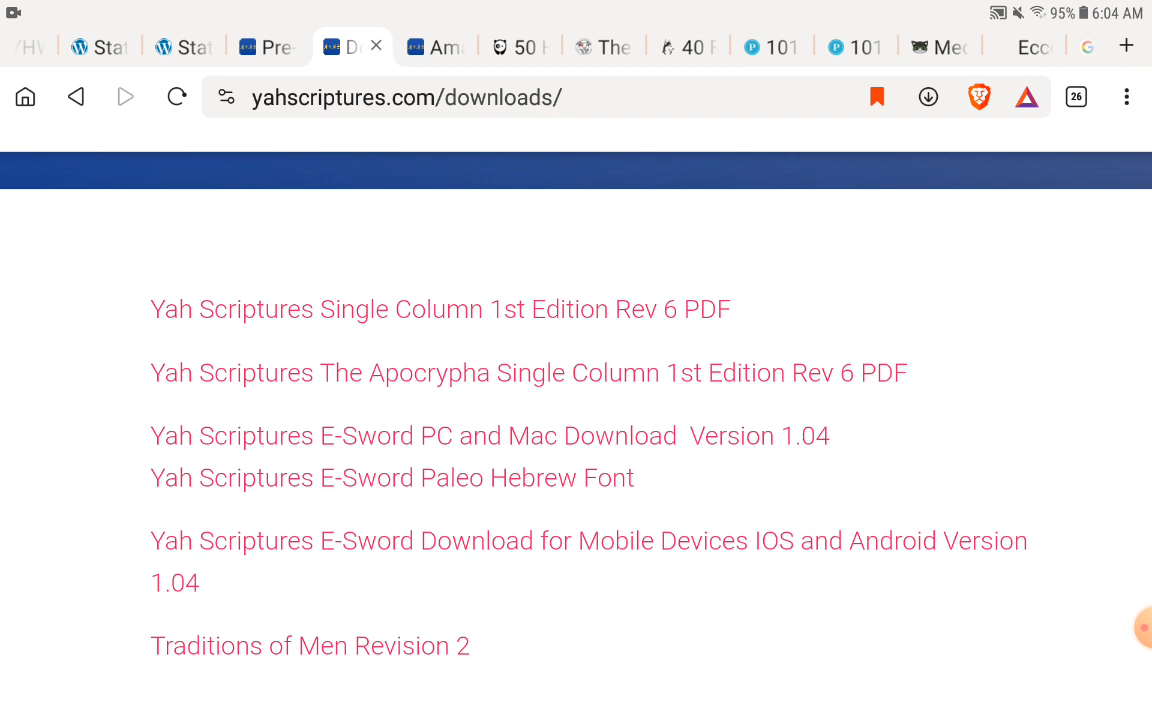 95% 6:04 AM
Stat Stat Pre- D 50 The 40 101 101
yahscriptures.com/downloads/ 26
Yah Scriptures Single Column 1st Edition Rev 6 PDF
Yah Scriptures The Apocrypha Single Column 1st Edition Rev 6 PDF
Yah Scriptures E-Sword PC and Mac Download Version 1.04
Yah Scriptures E-Sword Paleo Hebrew Font
Yah Scriptures E-Sword Download for Mobile Devices IOS and Android Version
1.04
Traditions of Men Revision 2